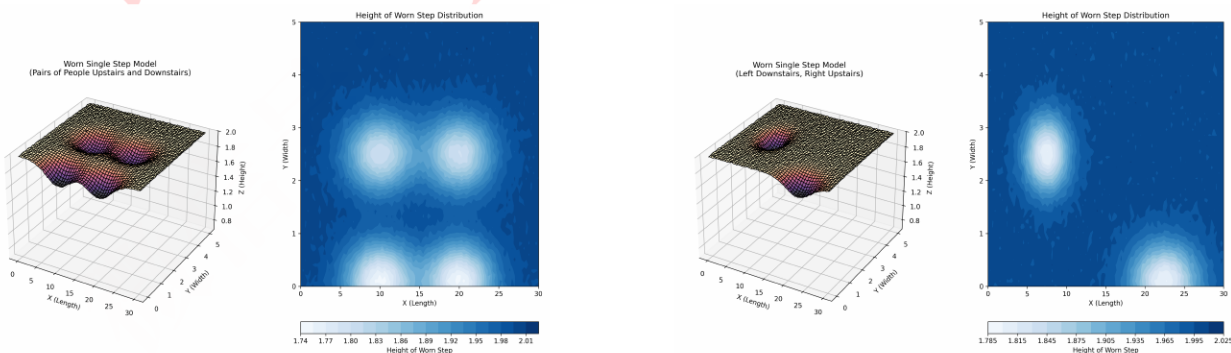 Worn Single Step Model
(Pairs of People Upstairs and Downstairs)
2.0
1.8
1.6
1.4
1.2
1.0
0.8
Z (Height)
0
5
10
15
20
25
30
X (Length)
0
1
2
3
4
5
Y (Width)
Height of Worn Step Distribution
5
4
3
2
1
0
Y (Width)
0 5 10 15 20 25 30
X (Length)
1.74 1.77 1.80 1.83 1.86 1.89 1.92 1.95 1.98 2.01
Height of Worn Step
Worn Single Step Model
(Left Downstairs, Right Upstairs)
2.0
1.8
1.6
1.4
1.2
1.0
0.8
Z (Height)
0
5
10
15
20
25
30
X (Length)
0
1
2
3
4
5
Y (Width)
Height of Worn Step Distribution
5
4
3
2
1
0
Y (Width)
0 5 10 15 20 25 30
X (Length)
1.785 1.815 1.845 1.875 1.905 1.935 1.965 1.995
Height of Worn Step